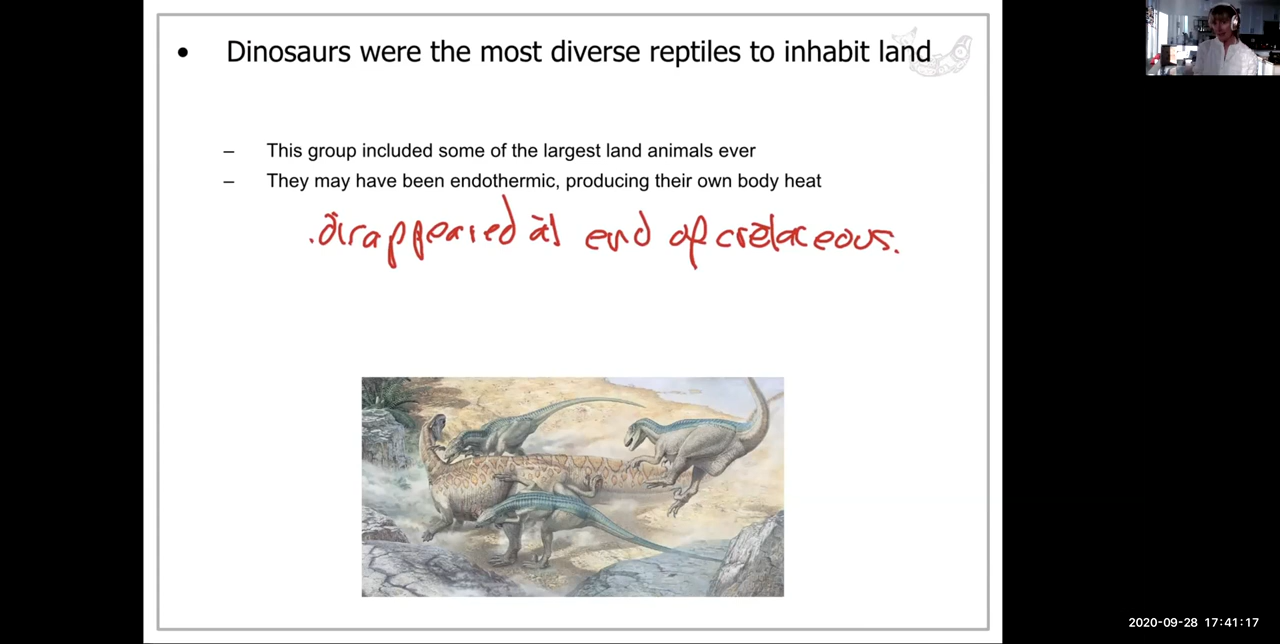 • Dinosaurs were the most diverse reptiles to inhabit land
– This group included some of the largest land animals ever
– They may have been endothermic, producing their own body heat
. disappeared at end of cretaceous.
2020-09-28 17:41:17